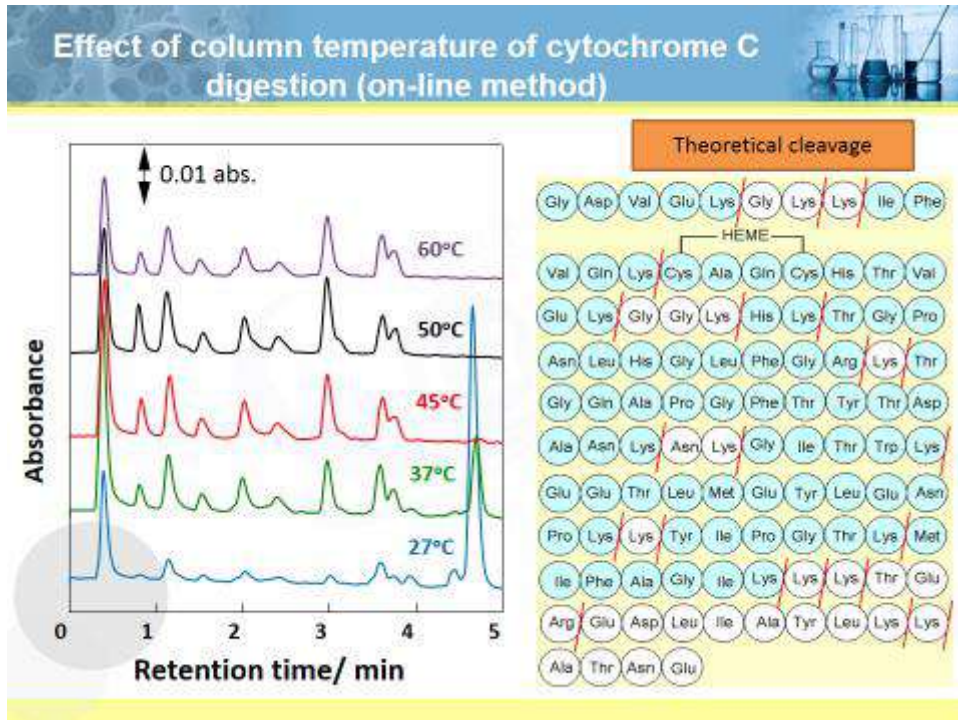 Effect of column temperature of cytochrome C
digestion (on-line method)
Theoretical cleavage
0.01 abs.
60°C
50°C
45°C
37°C
27°C
Absorbance
0 1 2 3 4 5
Retention time/ min
Gly Asp Val Glu Lys Gly Lys Lys Ile Phe
HEME
Val Gln Lys Cys Ala Gln Cys His Thr Val
Glu Lys Gly Gly Lys His Lys Thr Gly Pro
Asn Leu His Gly Leu Phe Gly Arg Lys Thr
Gly Gln Ala Pro Gly Phe Thr Tyr Thr Asp
Ala Asn Lys Asn Lys Gly Ile Thr Trp Lys
Glu Glu Thr Leu Met Glu Tyr Leu Glu Asn
Pro Lys Lys Tyr Ile Pro Gly Thr Lys Met
Ile Phe Ala Gly Ile Lys Lys Lys Thr Glu
Arg Glu Asp Leu Ile Ala Tyr Leu Lys Lys
Ala Thr Asn Glu